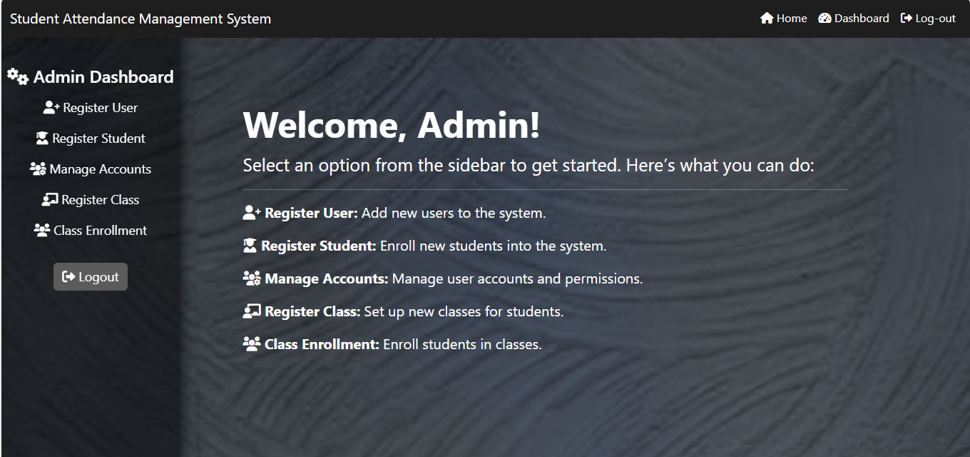 Student Attendance Management System
Home Dashboard Log-out
Admin Dashboard
Register User
Register Student
Manage Accounts
Register Class
Class Enrollment
Logout
Welcome, Admin!
Select an option from the sidebar to get started. Here’s what you can do:
Register User: Add new users to the system.
Register Student: Enroll new students into the system.
Manage Accounts: Manage user accounts and permissions.
Register Class: Set up new classes for students.
Class Enrollment: Enroll students in classes.